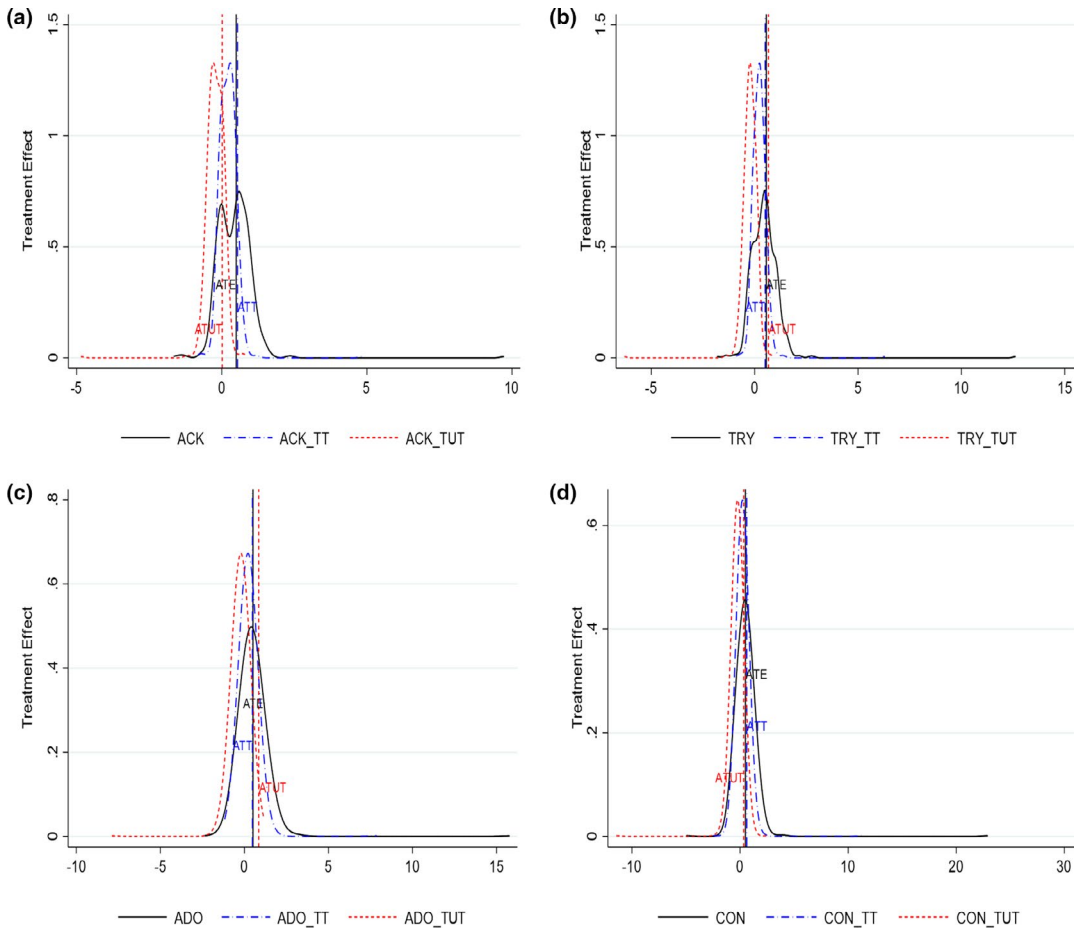 (a)
Treatment Effect
1.5
1
.5
0
ATE
ATT
ATUT
-5 0 5 10
ACK ACK_TT ACK_TUT
(b)
Treatment Effect
1.5
1
.5
0
ATE
ATT
ATUT
-5 0 5 10 15
TRY TRY_TT TRY_TUT
(c)
Treatment Effect
.8
.6
.4
.2
0
ATE
ATT
ATUT
-10 -5 0 5 10 15
ADO ADO_TT ADO_TUT
(d)
Treatment Effect
.6
.4
.2
0
ATE
ATT
ATUT
-10 0 10 20 30
CON CON_TT CON_TUT